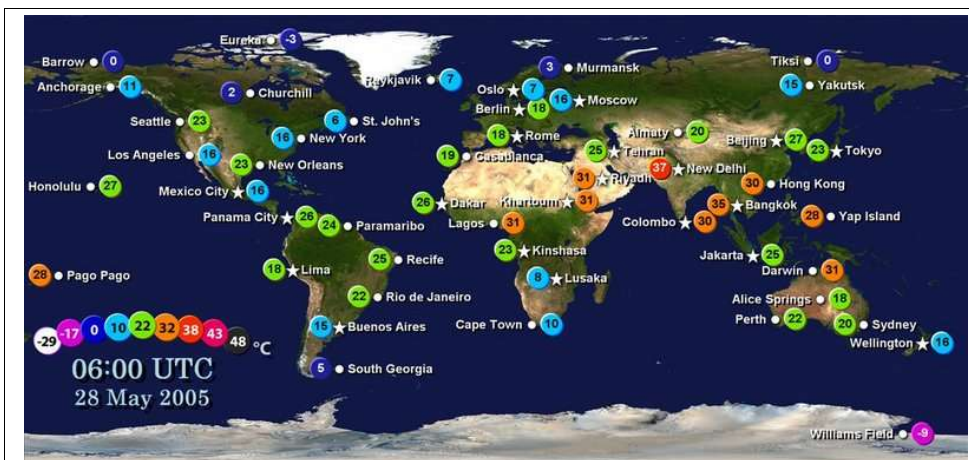 Eureka -3
Barrow 0
Anchorage 11
2 Churchill
Reykjavik 7
3 Murmansk
Oslo 7
Berlin 18
16 Moscow
Tiksi 0
15 Yakutsk
Seattle 23
6 St. John's
16 New York
18 Rome
Almaty 20
Beijing 27
23 Tokyo
Los Angeles 16
23 New Orleans
19 Casablanca
25 Tehran
37 New Delhi
Honolulu 27
Mexico City 16
31 Riyadh
30 Hong Kong
26 Dakar
Khartoum 31
35 Bangkok
Panama City 26
24 Paramaribo
Lagos 31
Colombo 30
28 Yap Island
23 Kinshasa
Jakarta 25
25 Recife
18 Lima
28 Pago Pago
8 Lusaka
Darwin 31
22 Rio de Janeiro
Alice Springs 18
15 Buenos Aires
Cape Town 10
Perth 22
20 Sydney
Wellington 16
-29 -17 0 10 22 32 38 43 48 °C
5 South Georgia
06:00 UTC
28 May 2005
Williams Field -9